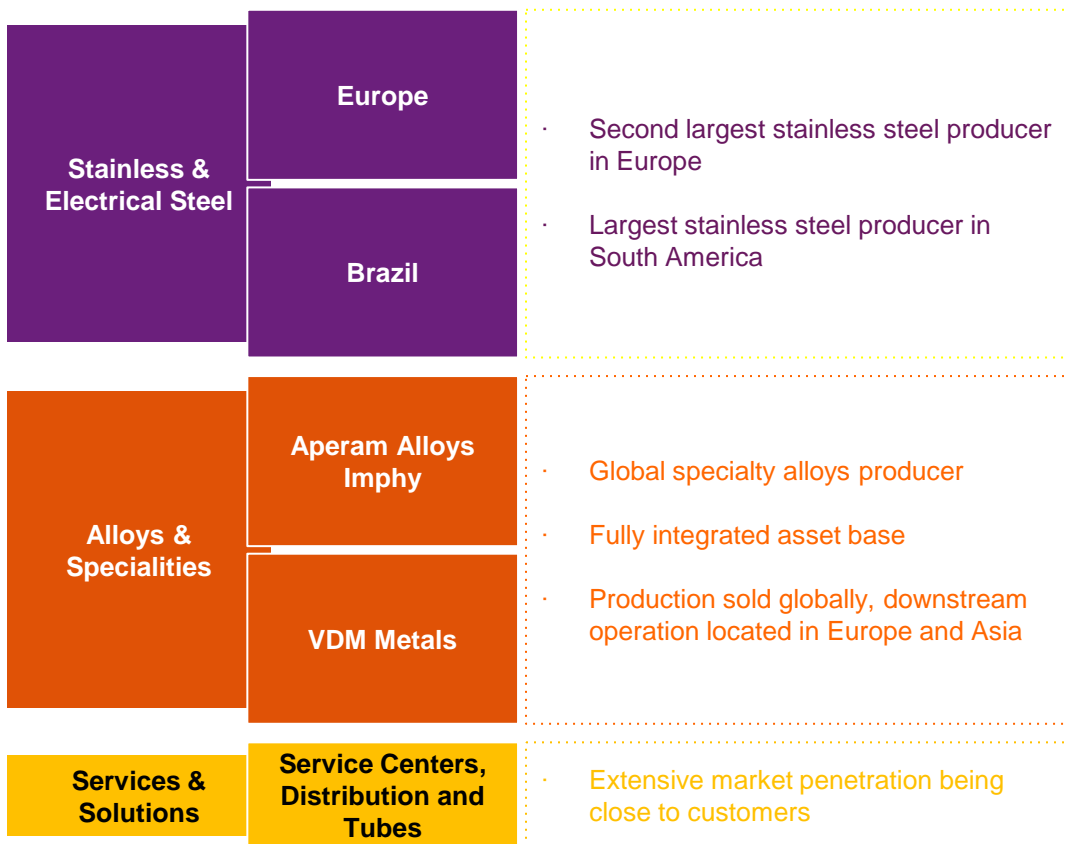 Stainless &
Electrical Steel
Europe
Brazil
· Second largest stainless steel producer
in Europe
· Largest stainless steel producer in
South America
Alloys &
Specialities
Aperam Alloys
Imphy
VDM Metals
· Global specialty alloys producer
· Fully integrated asset base
· Production sold globally, downstream
operation located in Europe and Asia
Services &
Solutions
Service Centers,
Distribution and
Tubes
· Extensive market penetration being
close to customers